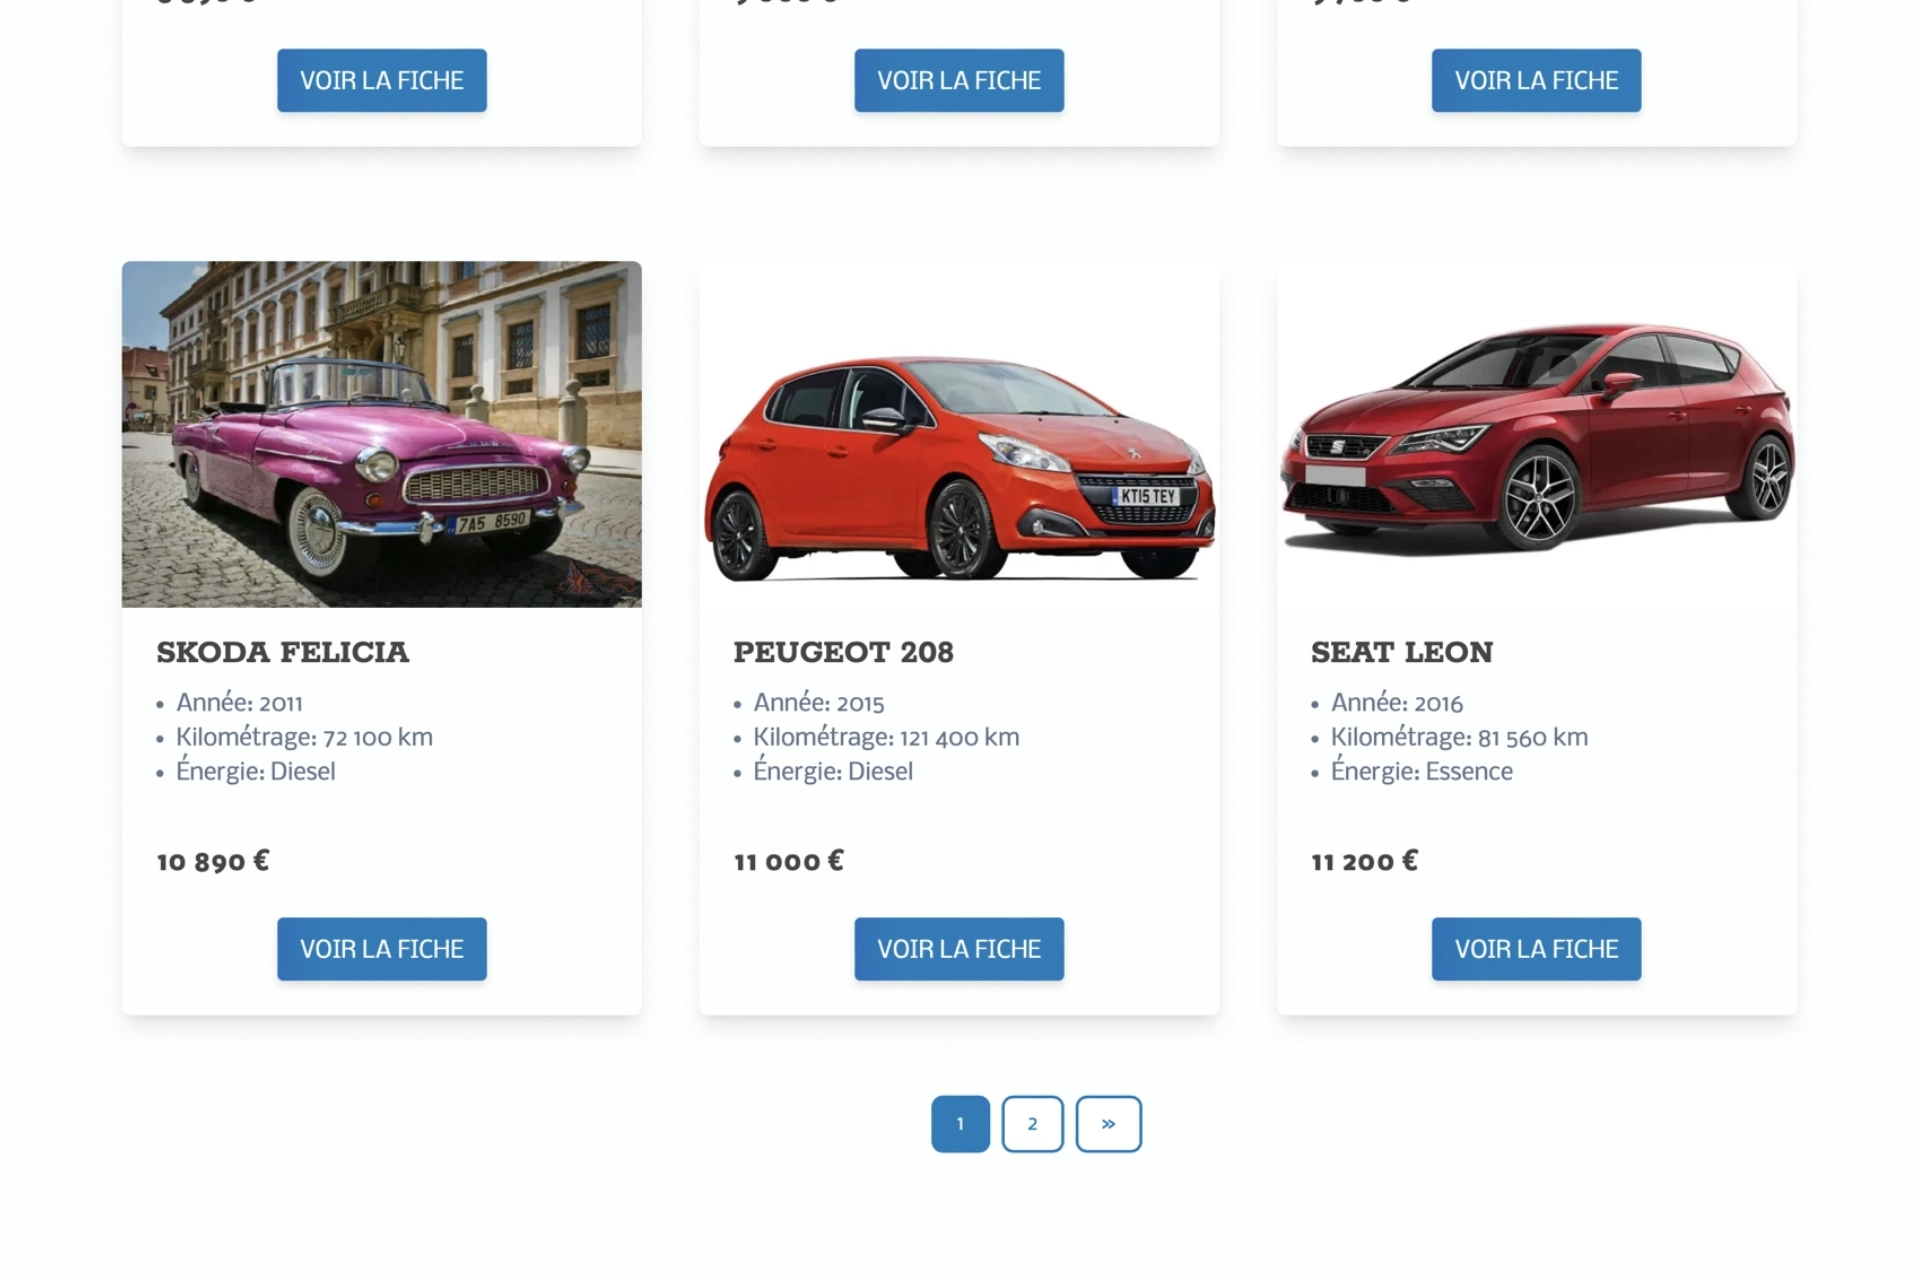 VOIR LA FICHE
VOIR LA FICHE
VOIR LA FICHE
7A5 8590
KT15 TEY
SKODA FELICIA
• Année: 2011
• Kilométrage: 72 100 km
• Énergie: Diesel
10 890 €
VOIR LA FICHE
PEUGEOT 208
• Année: 2015
• Kilométrage: 121 400 km
• Énergie: Diesel
11 000 €
VOIR LA FICHE
SEAT LEON
• Année: 2016
• Kilométrage: 81 560 km
• Énergie: Essence
11 200 €
VOIR LA FICHE
1 2 »